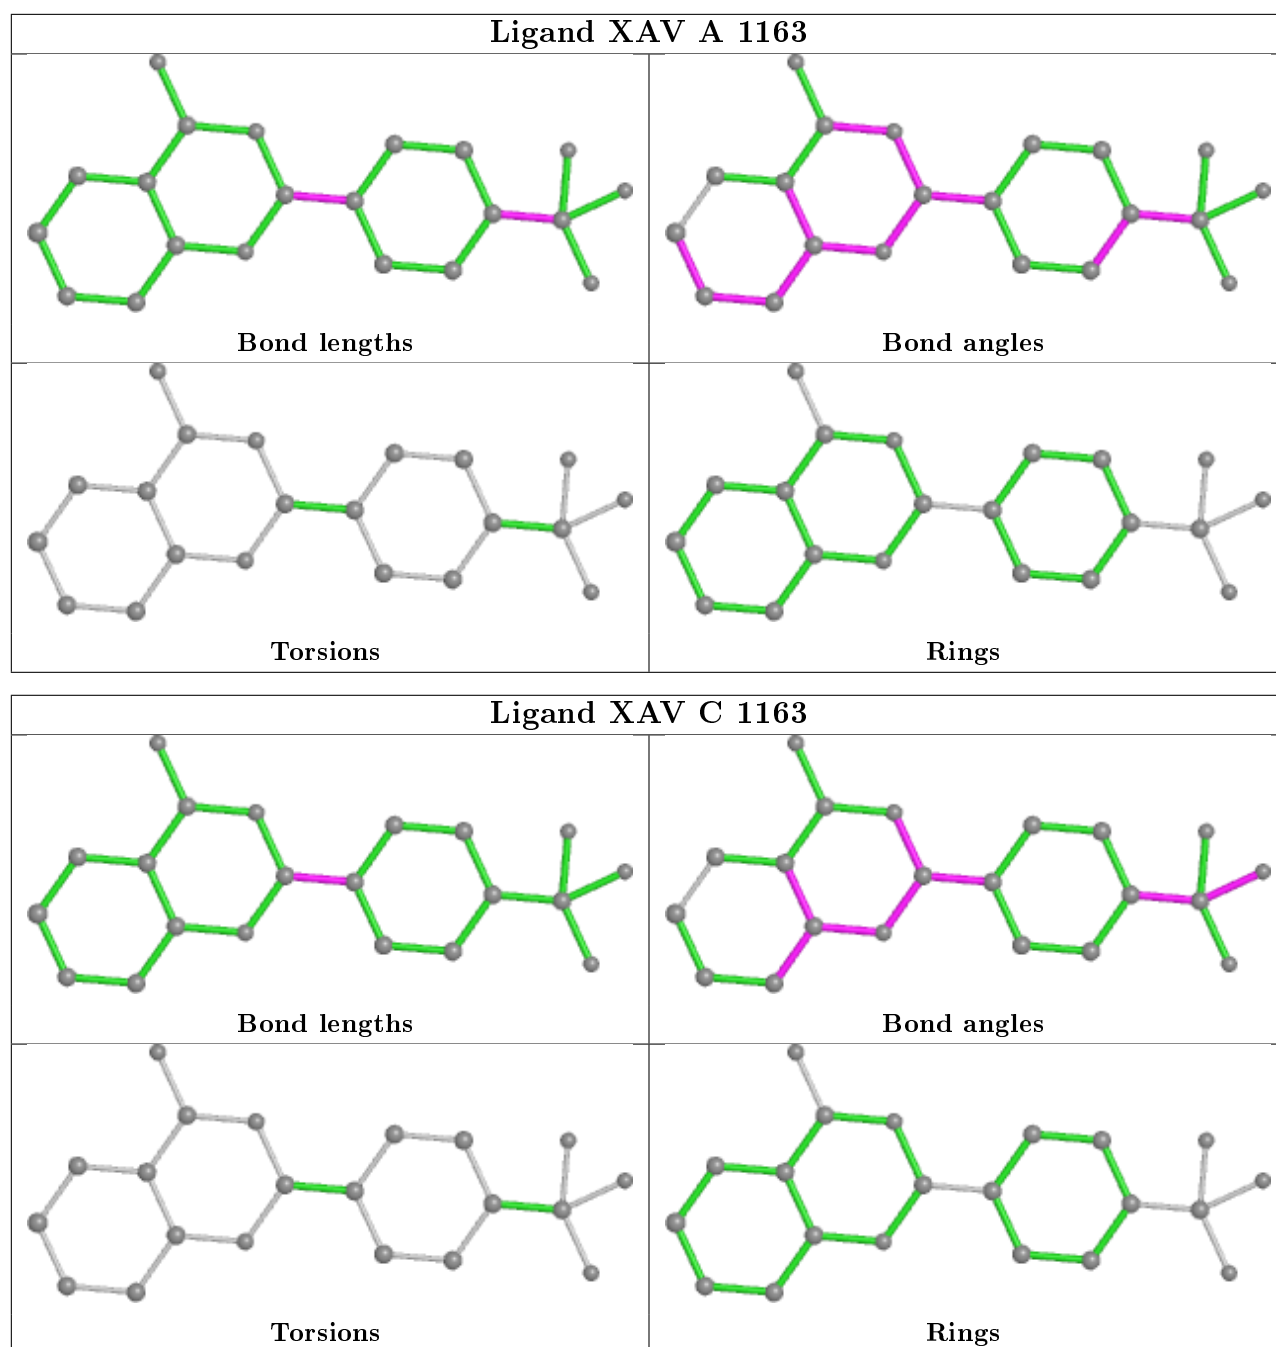 Ligand XAV A 1163
Bond lengths
Bond angles
Torsions
Rings
Ligand XAV C 1163
Bond lengths
Bond angles
Torsions
Rings